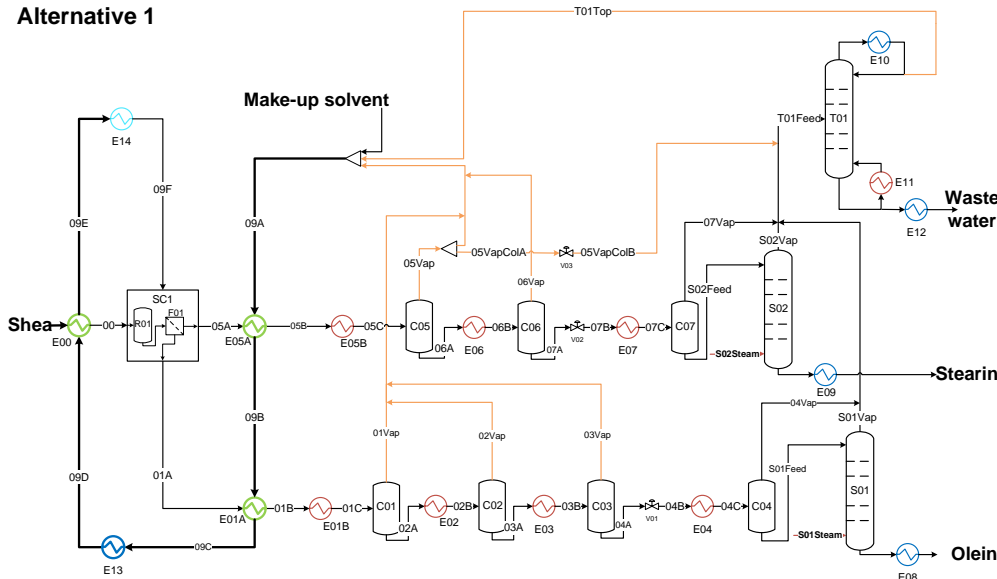 Alternative 1
T01Top
E10
Make-up solvent
E14
T01Feed
T01
09F
E11
09E
09A
Waste
water
E12
07Vap
S02Vap
05VapColA
05VapColB
V03
05Vap
S02Feed
06Vap
SC1
R01
F01
S02
Shea
00
05A
05B
05C
C05
06B
C06
07B
07C
C07
E00
E05A
E05B
06A
E06
07A
V02
E07
S02Steam
Stearin
E09
04Vap
S01Vap
09B
01Vap
02Vap
03Vap
09D
01A
S01Feed
S01
01B
01C
C01
02B
C02
03B
C03
04B
04C
C04
E01A
E01B
02A
E02
03A
E03
04A
V01
E04
S01Steam
09C
E13
Olein
E08